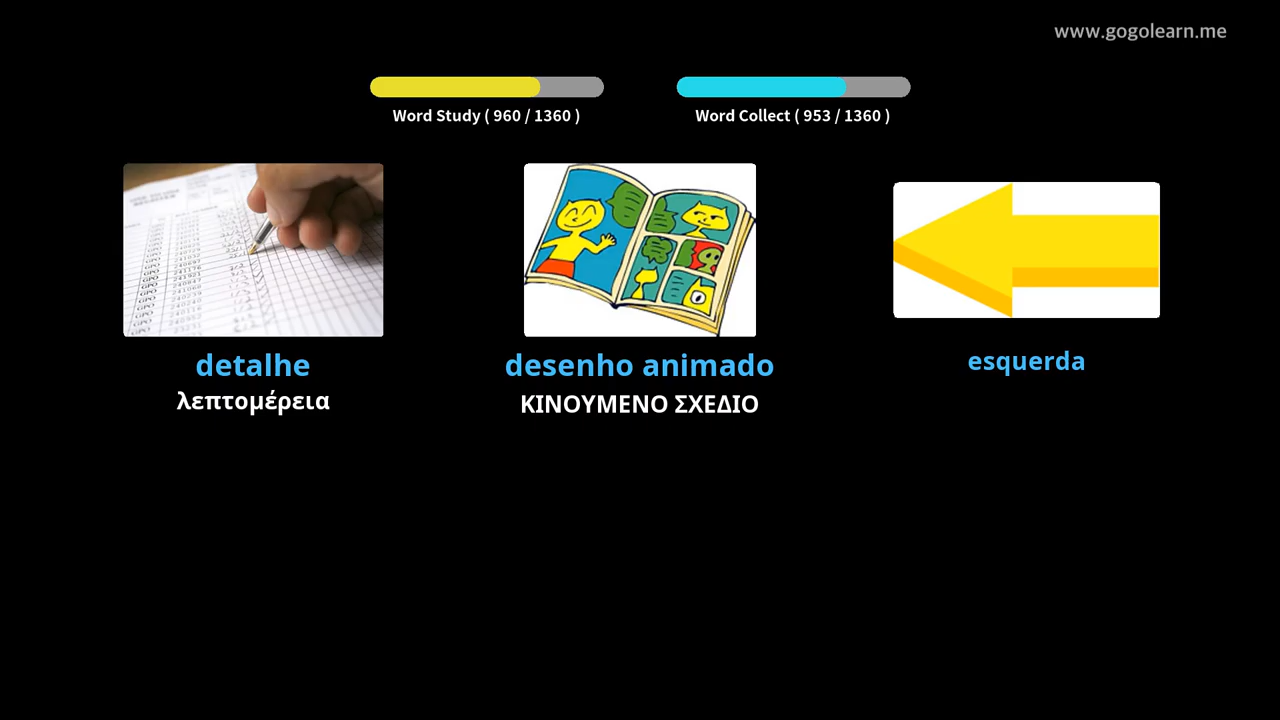 www.gogolearn.me
Word Study ( 960 / 1360 )
Word Collect ( 953 / 1360 )
detalhe
desenho animado
esquerda
λεπτομέρεια
ΚΙΝΟΥΜΕΝΟ ΣΧΕΔΙΟ